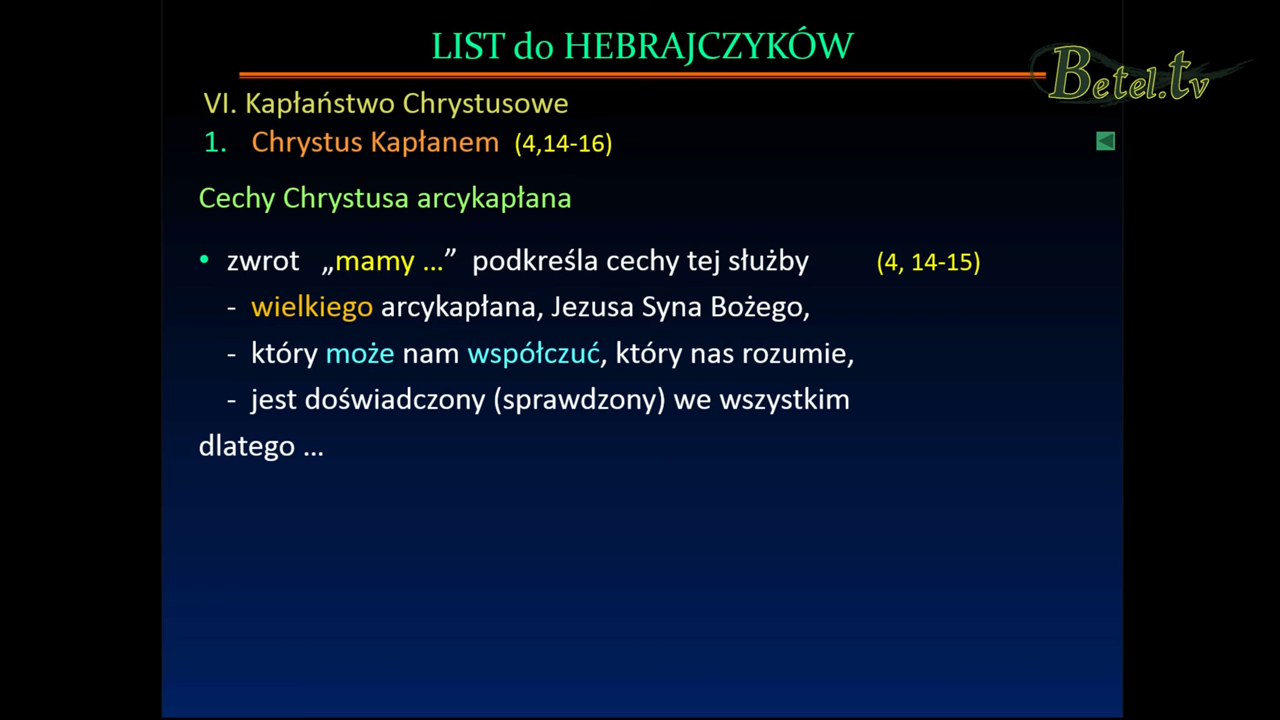 LIST do HEBRAJCZYKÓW
Betel.tv
VI. Kapłaństwo Chrystusowe
1. Chrystus Kapłanem (4,14-16)
Cechy Chrystusa arcykapłana
• zwrot „mamy ...” podkreśla cechy tej służby (4, 14-15)
- wielkiego arcykapłana, Jezusa Syna Bożego,
- który może nam współczuć, który nas rozumie,
- jest doświadczony (sprawdzony) we wszystkim
dlatego ...